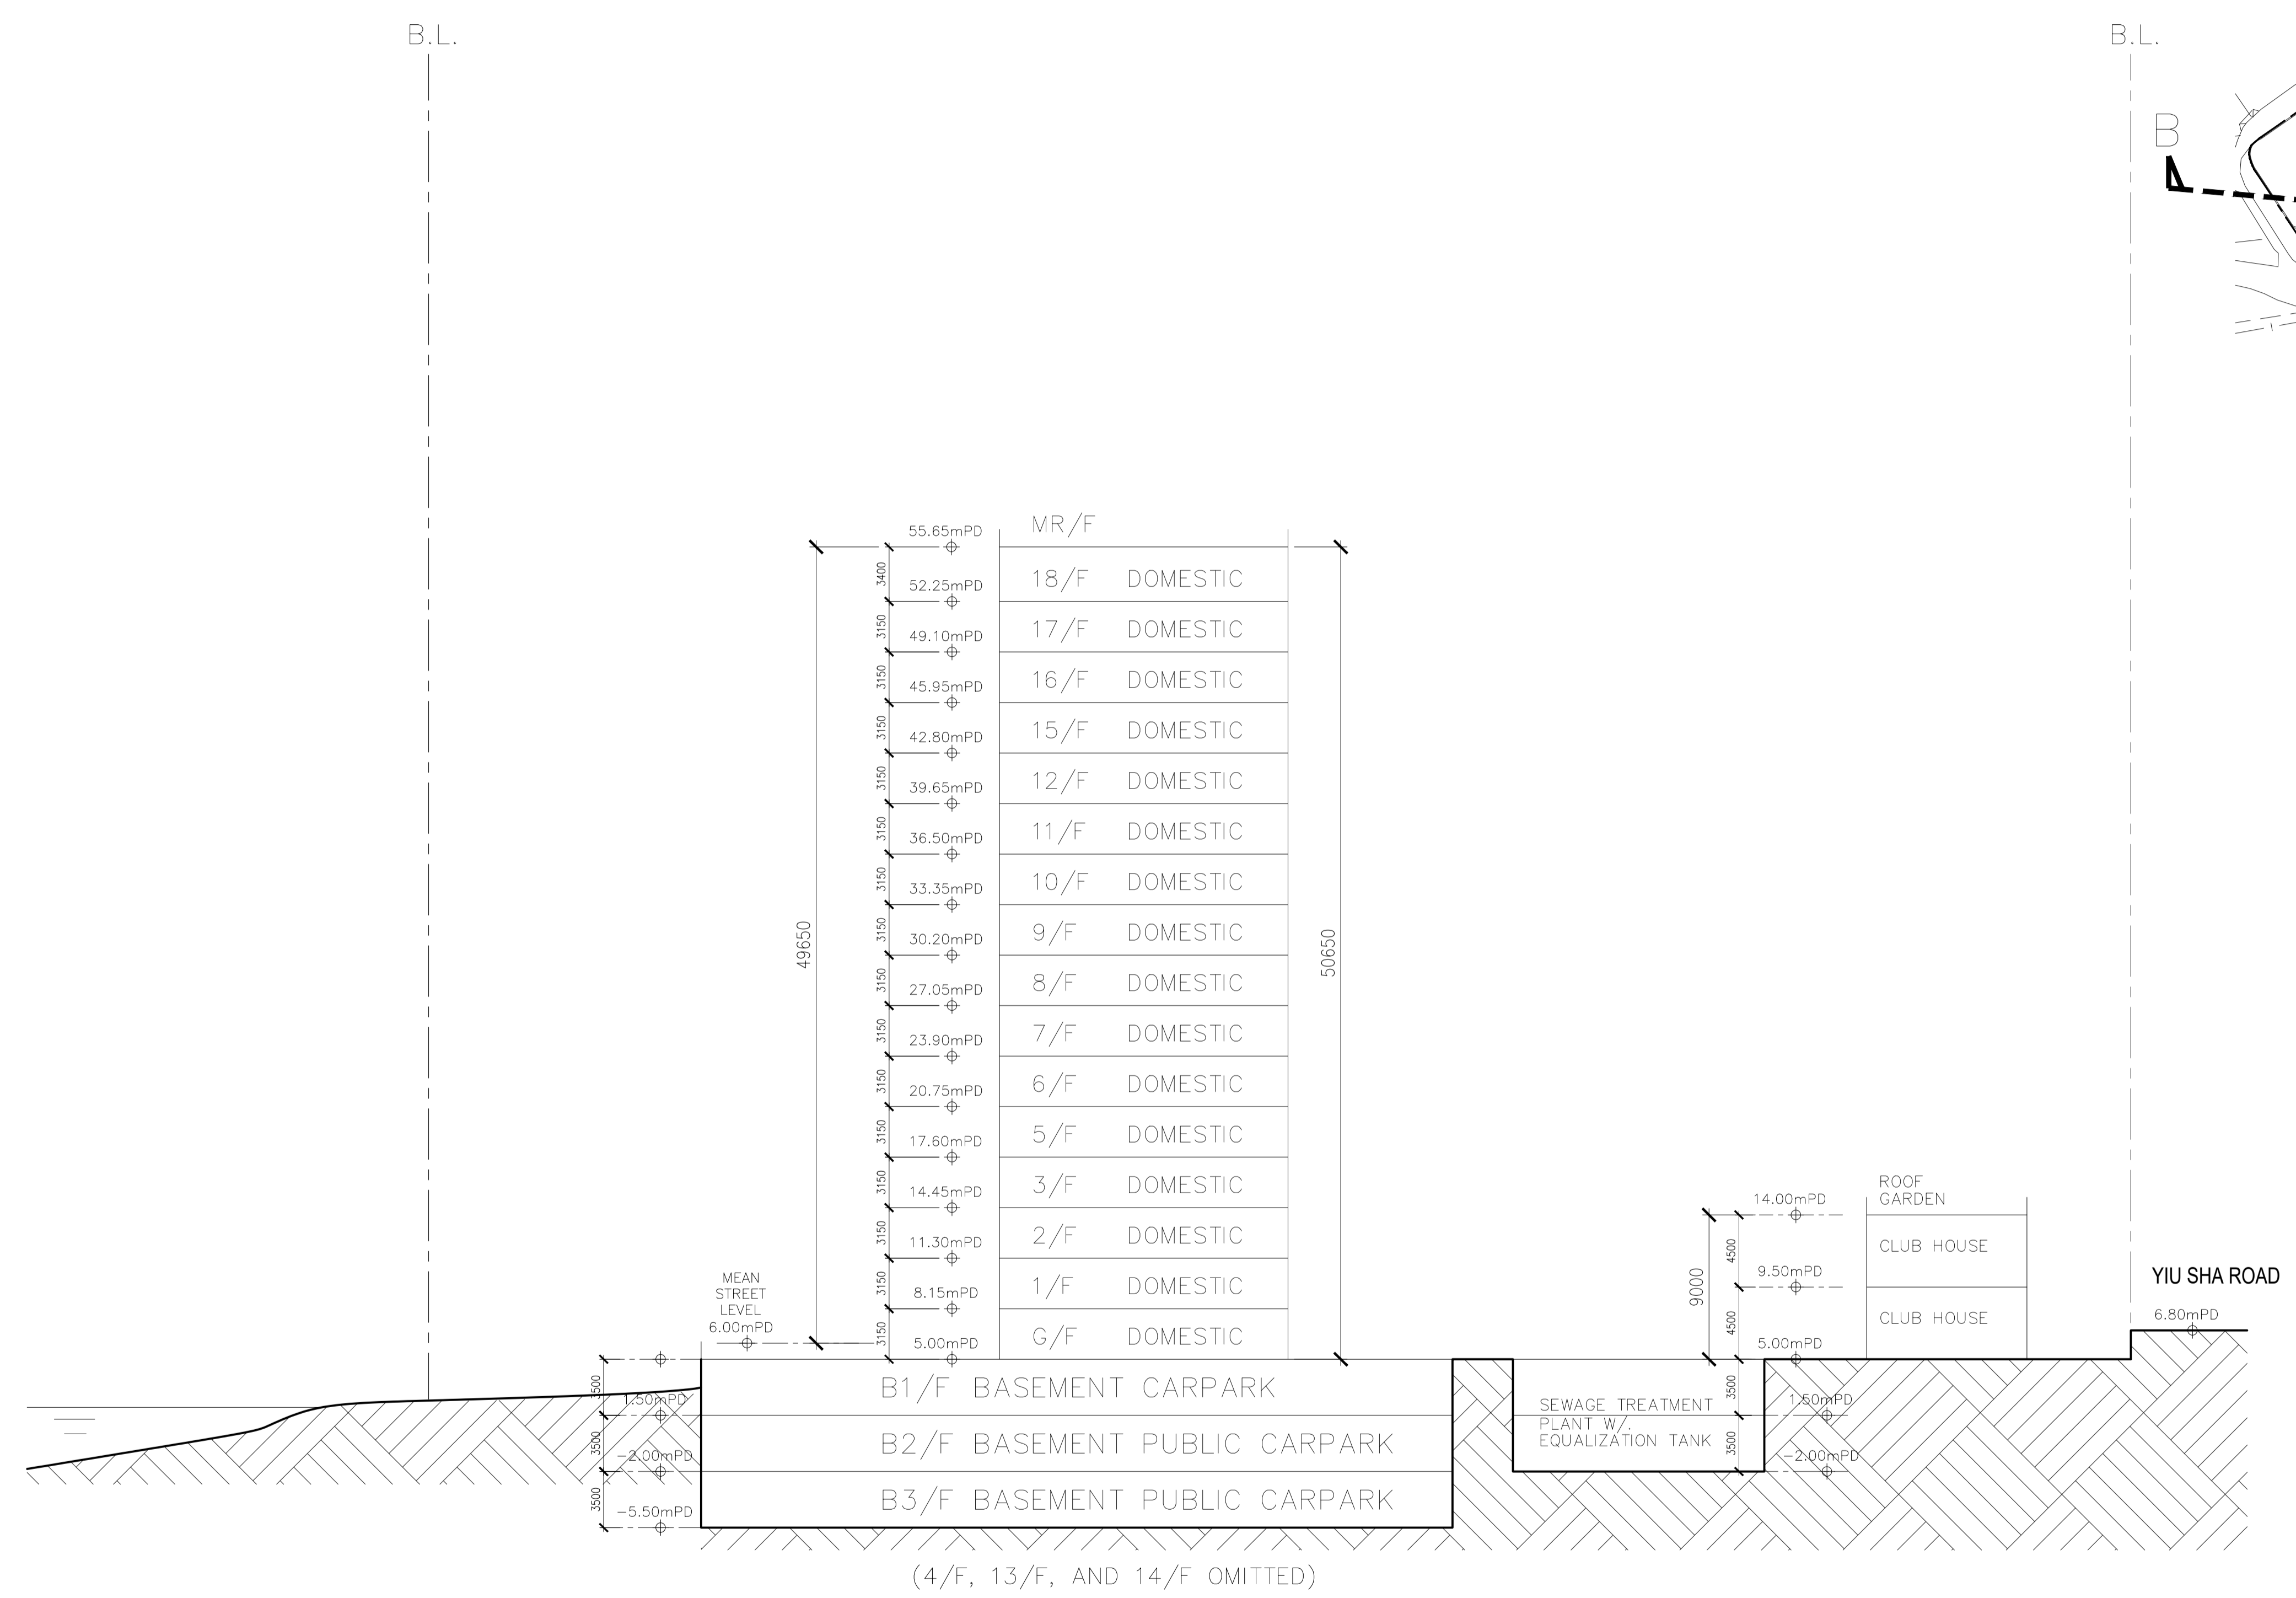 B.L.
B.L.
B
55.65mPD
MR/F
3400
52.25mPD
18/F DOMESTIC
3150
49.10mPD
17/F DOMESTIC
3150
45.95mPD
16/F DOMESTIC
3150
42.80mPD
15/F DOMESTIC
3150
39.65mPD
12/F DOMESTIC
3150
36.50mPD
11/F DOMESTIC
3150
33.35mPD
10/F DOMESTIC
3150
30.20mPD
9/F DOMESTIC
3150
27.05mPD
8/F DOMESTIC
3150
23.90mPD
7/F DOMESTIC
3150
20.75mPD
6/F DOMESTIC
3150
17.60mPD
5/F DOMESTIC
3150
14.45mPD
3/F DOMESTIC
3150
11.30mPD
2/F DOMESTIC
3150
8.15mPD
1/F DOMESTIC
3150
5.00mPD
G/F DOMESTIC
49650
50650
MEAN
STREET
LEVEL
6.00mPD
3500
1.50mPD
3500
-2.00mPD
3500
-5.50mPD
B1/F BASEMENT CARPARK
B2/F BASEMENT PUBLIC CARPARK
B3/F BASEMENT PUBLIC CARPARK
SEWAGE TREATMENT
PLANT W/.
EQUALIZATION TANK
9000
14.00mPD
4500
9.50mPD
4500
5.00mPD
3500
1.50mPD
3500
-2.00mPD
ROOF
GARDEN
CLUB HOUSE
CLUB HOUSE
YIU SHA ROAD
6.80mPD
(4/F, 13/F, AND 14/F OMITTED)